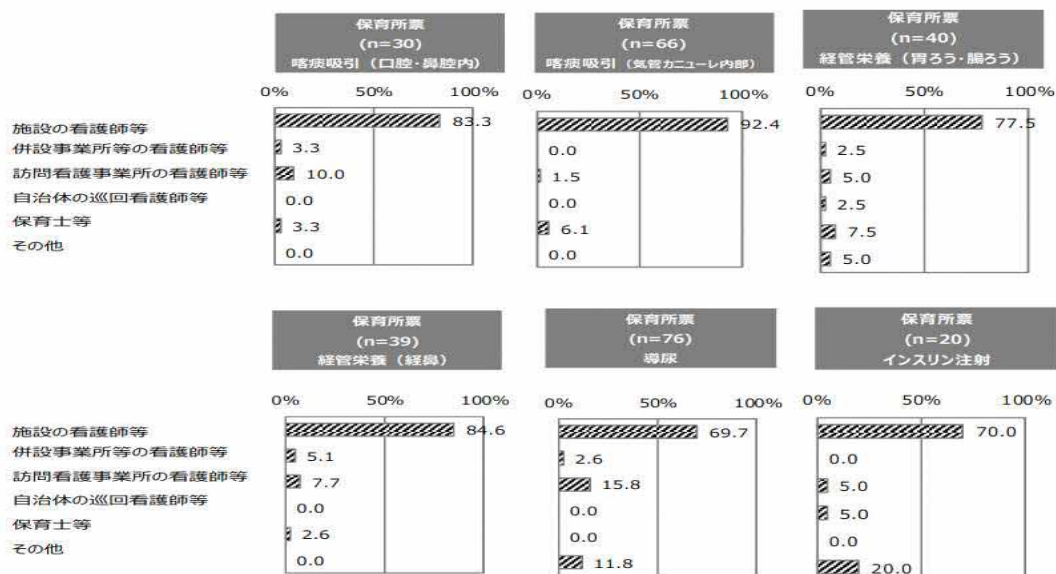 保育所票
(n=30)
喀痰吸引（口腔・鼻腔内）
保育所票
(n=66)
喀痰吸引（気管カニューレ内部）
保育所票
(n=40)
経管栄養（胃ろう・腸ろう）
0% 50% 100%
0% 50% 100%
0% 50% 100%
施設の看護師等 83.3 92.4 77.5
併設事業所等の看護師等 3.3 0.0 2.5
訪問看護事業所の看護師等 10.0 1.5 5.0
自治体の巡回看護師等 0.0 0.0 2.5
保育士等 3.3 6.1 7.5
その他 0.0 0.0 5.0
保育所票
(n=39)
経管栄養（経鼻）
保育所票
(n=76)
導尿
保育所票
(n=20)
インスリン注射
0% 50% 100%
0% 50% 100%
0% 50% 100%
施設の看護師等 84.6 69.7 70.0
併設事業所等の看護師等 5.1 2.6 0.0
訪問看護事業所の看護師等 7.7 15.8 5.0
自治体の巡回看護師等 0.0 0.0 5.0
保育士等 2.6 0.0 0.0
その他 0.0 11.8 20.0